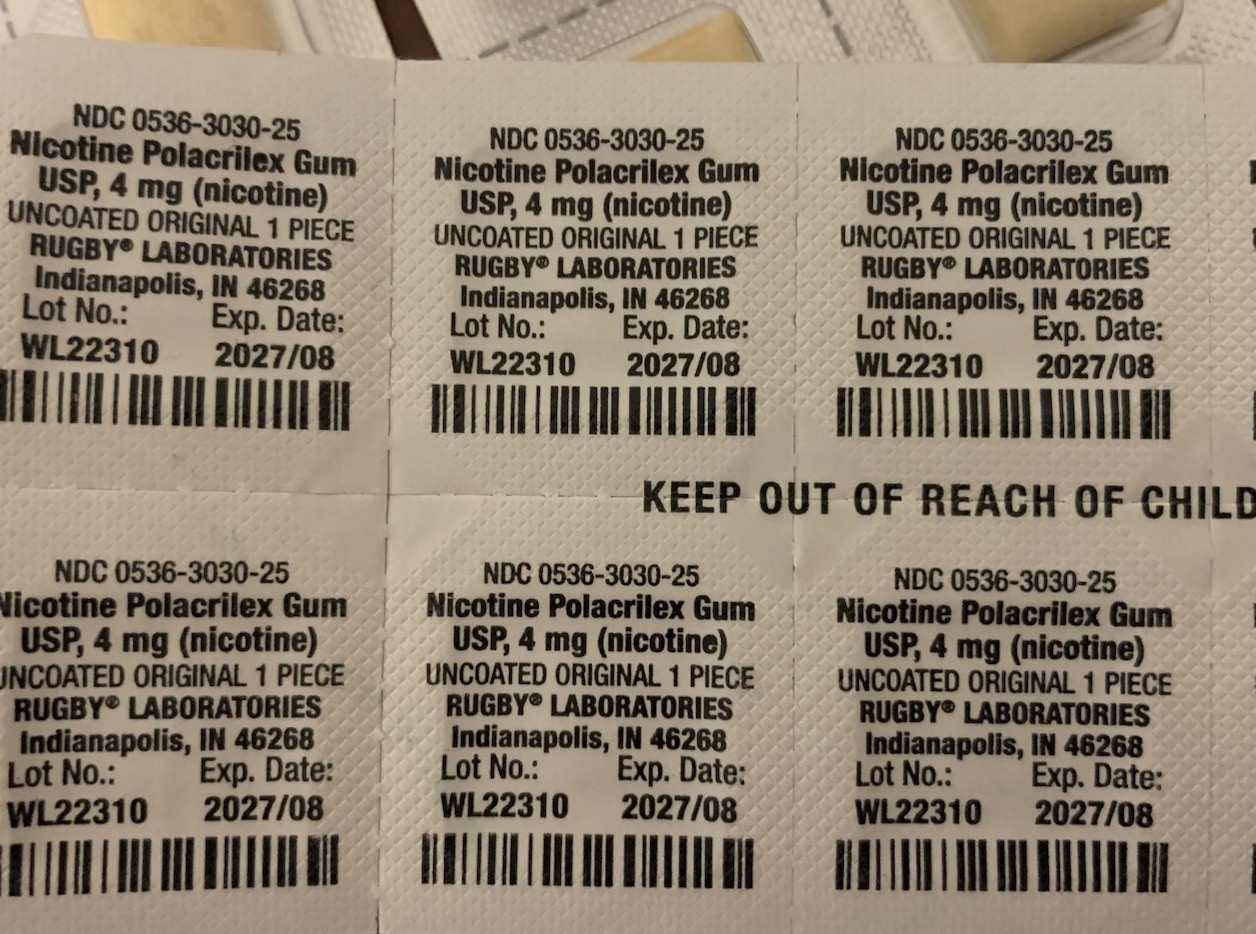 NDC 0536-3030-25
Nicotine Polacrilex Gum
USP, 4 mg (nicotine)
UNCOATED ORIGINAL 1 PIECE
RUGBY® LABORATORIES
Indianapolis, IN 46268
Lot No.: Exp. Date:
WL22310 2027/08
NDC 0536-3030-25
Nicotine Polacrilex Gum
USP, 4 mg (nicotine)
UNCOATED ORIGINAL 1 PIECE
RUGBY® LABORATORIES
Indianapolis, IN 46268
Lot No.: Exp. Date:
WL22310 2027/08
NDC 0536-3030-25
Nicotine Polacrilex Gum
USP, 4 mg (nicotine)
UNCOATED ORIGINAL 1 PIECE
RUGBY® LABORATORIES
Indianapolis, IN 46268
Lot No.: Exp. Date:
WL22310 2027/08
KEEP OUT OF REACH OF CHILD
NDC 0536-3030-25
Nicotine Polacrilex Gum
USP, 4 mg (nicotine)
UNCOATED ORIGINAL 1 PIECE
RUGBY® LABORATORIES
Indianapolis, IN 46268
Lot No.: Exp. Date:
WL22310 2027/08
NDC 0536-3030-25
Nicotine Polacrilex Gum
USP, 4 mg (nicotine)
UNCOATED ORIGINAL 1 PIECE
RUGBY® LABORATORIES
Indianapolis, IN 46268
Lot No.: Exp. Date:
WL22310 2027/08
NDC 0536-3030-25
Nicotine Polacrilex Gum
USP, 4 mg (nicotine)
UNCOATED ORIGINAL 1 PIECE
RUGBY® LABORATORIES
Indianapolis, IN 46268
Lot No.: Exp. Date:
WL22310 2027/08